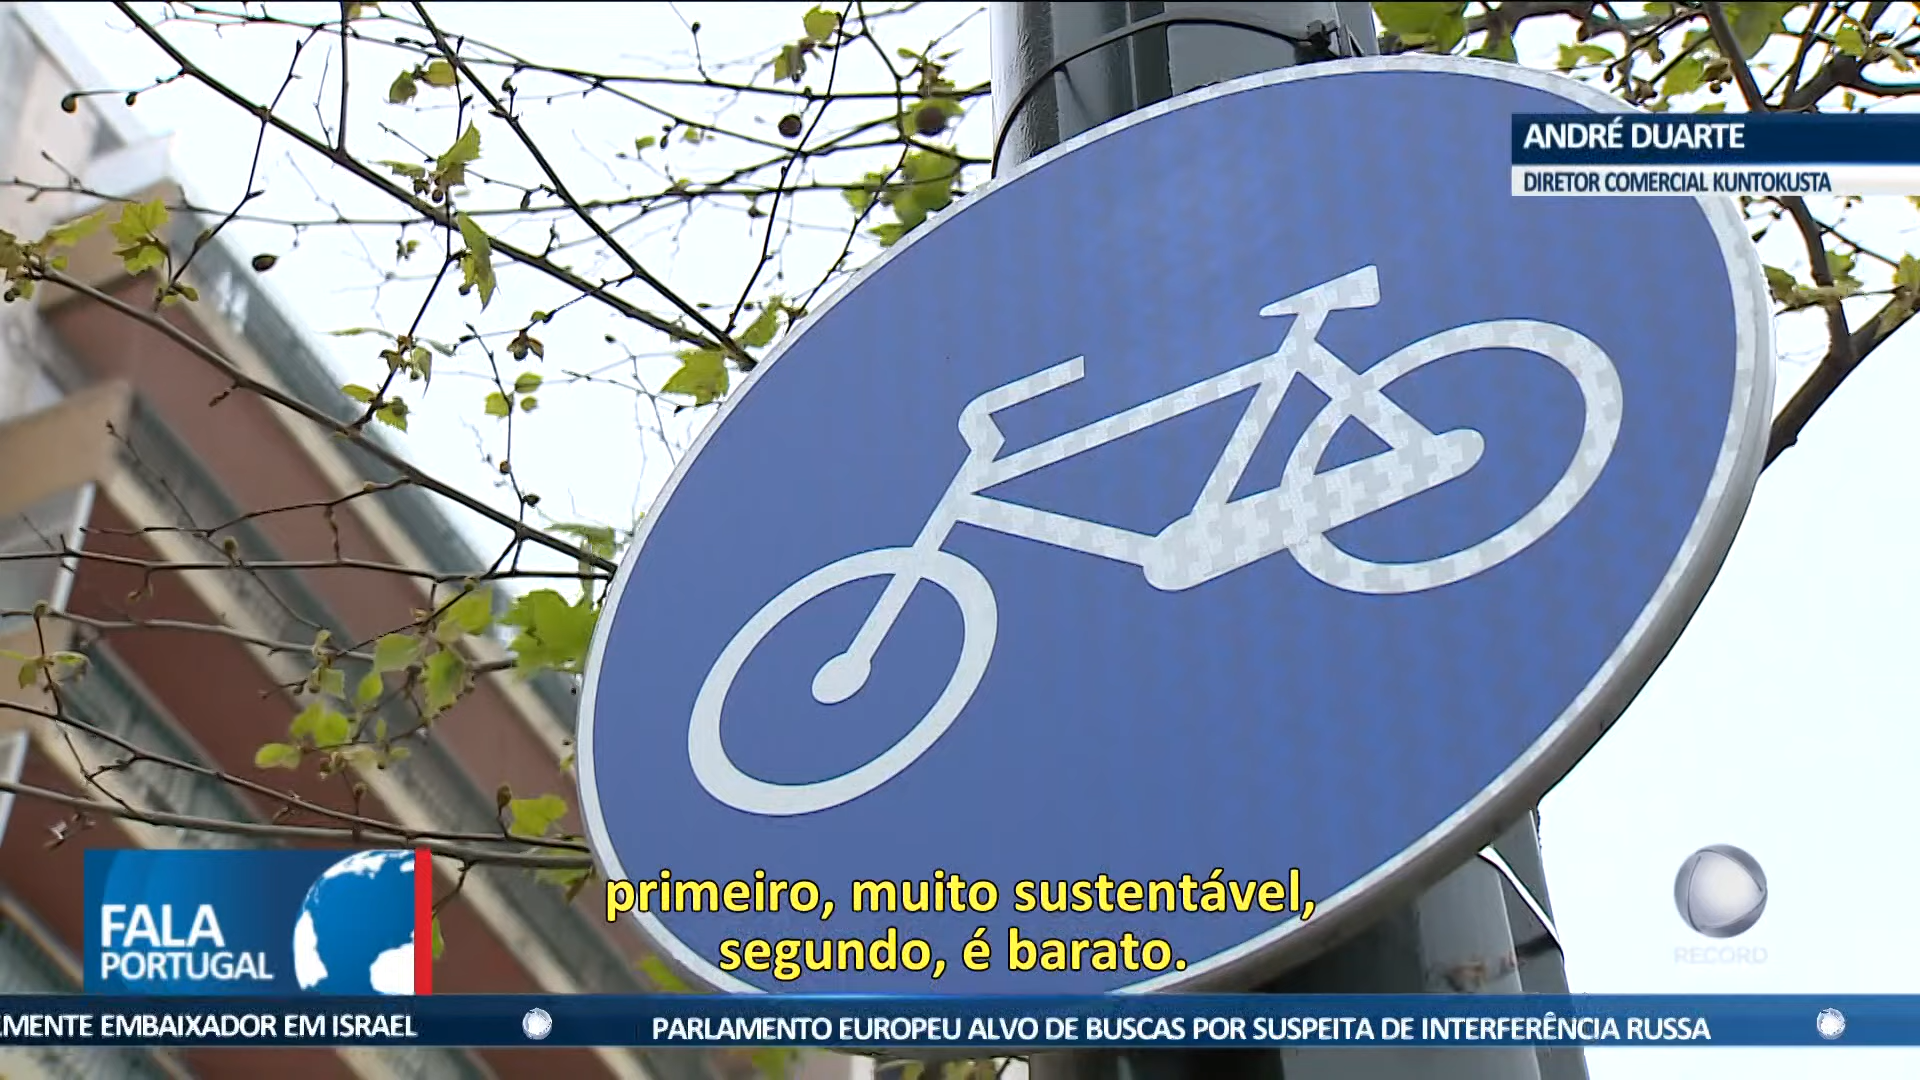 ANDRÉ DUARTE
DIRETOR COMERCIAL KUNTOKUSTA
primeiro, muito sustentável,
segundo, é barato.
FALA
PORTUGAL
RECORD
EMENTE EMBAIXADOR EM ISRAEL
PARLAMENTO EUROPEU ALVO DE BUSCAS POR SUSPEITA DE INTERFERÊNCIA RUSSA